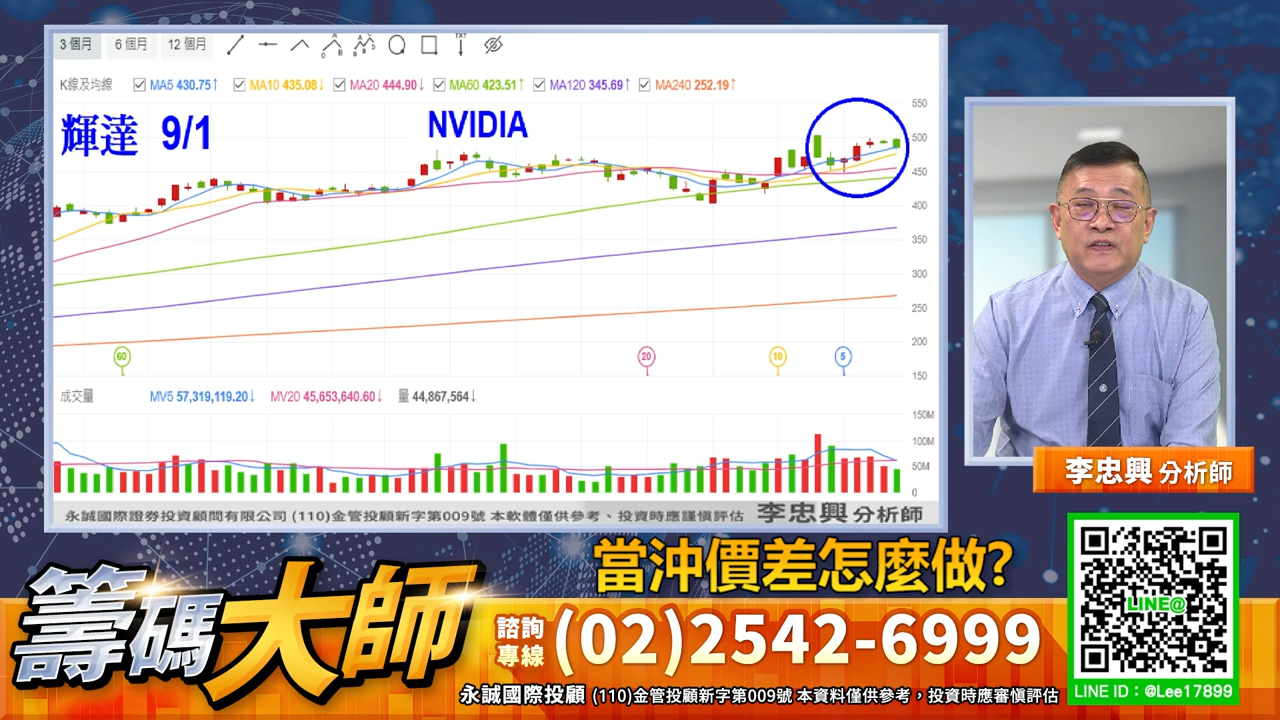 3 個月 6 個月 12 個月
K線及均線 MA5 430.75↑ MA10 435.08↓ MA20 444.90↓ MA60 423.51↑ MA120 345.69↑ MA240 252.19↑
輝達 9/1
NVIDIA
550
500
450
400
350
300
250
200
150
60 20 10 5
成交量 MV5 57,319,119.20↓ MV20 45,653,640.60↓ 量 44,867,564↓
150M
100M
50M
0
永誠國際證券投資顧問有限公司 (110)金管投顧新字第009號 本軟體僅供參考、投資時應謹慎評估 李忠興 分析師
李忠興 分析師
當沖價差怎麼做?
籌碼大師
諮詢專線 (02)2542-6999
永誠國際投顧 (110)金管投顧新字第009號 本資料僅供參考，投資時應審慎評估
LINE@
LINE ID：@Lee17899